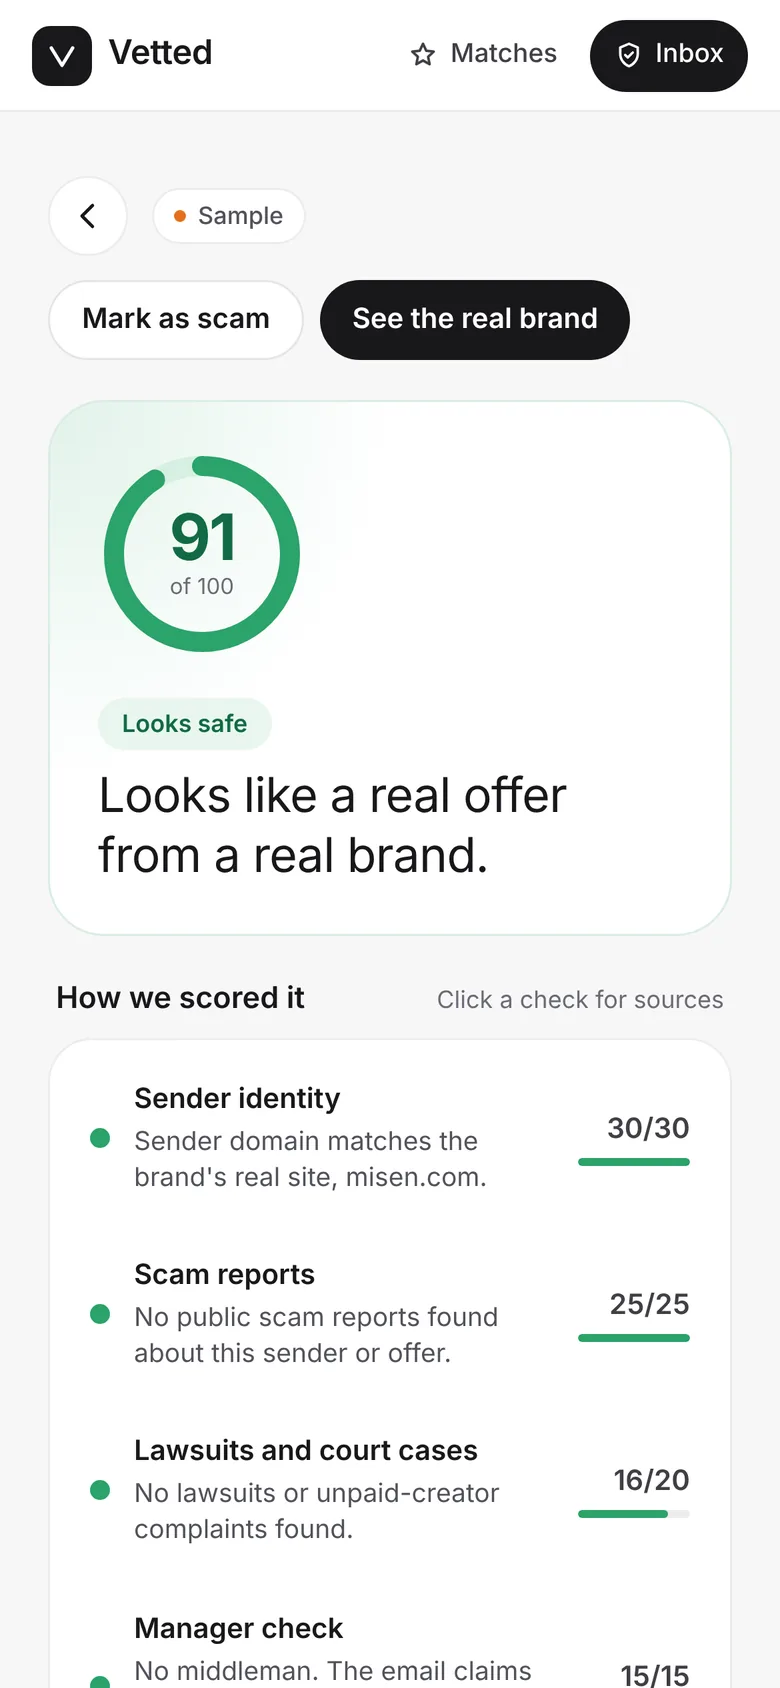 Vetted
Matches
Inbox
Sample
Mark as scam
See the real brand
91
of 100
Looks safe
Looks like a real offer
from a real brand.
How we scored it
Click a check for sources
Sender identity
Sender domain matches the
brand's real site, misen.com.
30/30
Scam reports
No public scam reports found
about this sender or offer.
25/25
Lawsuits and court cases
No lawsuits or unpaid-creator
complaints found.
16/20
Manager check
No middleman. The email claims
15/15